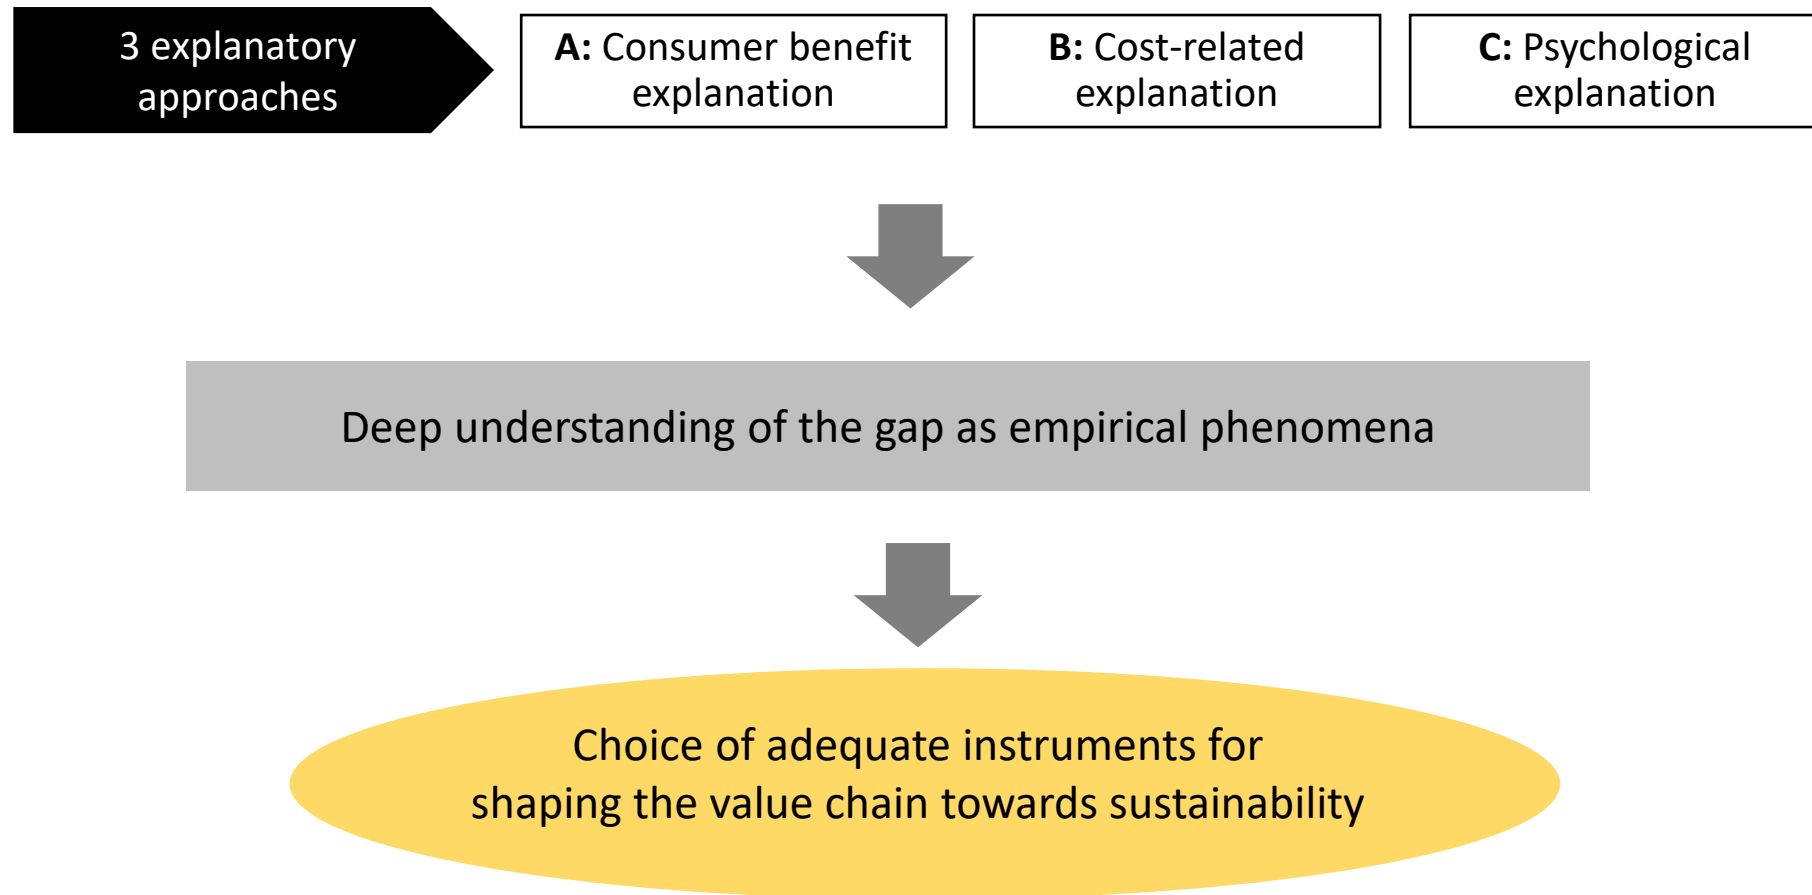 3 explanatory
approaches
A: Consumer benefit
explanation
B: Cost-related
explanation
C: Psychological
explanation
Deep understanding of the gap as empirical phenomena
Choice of adequate instruments for
shaping the value chain towards sustainability